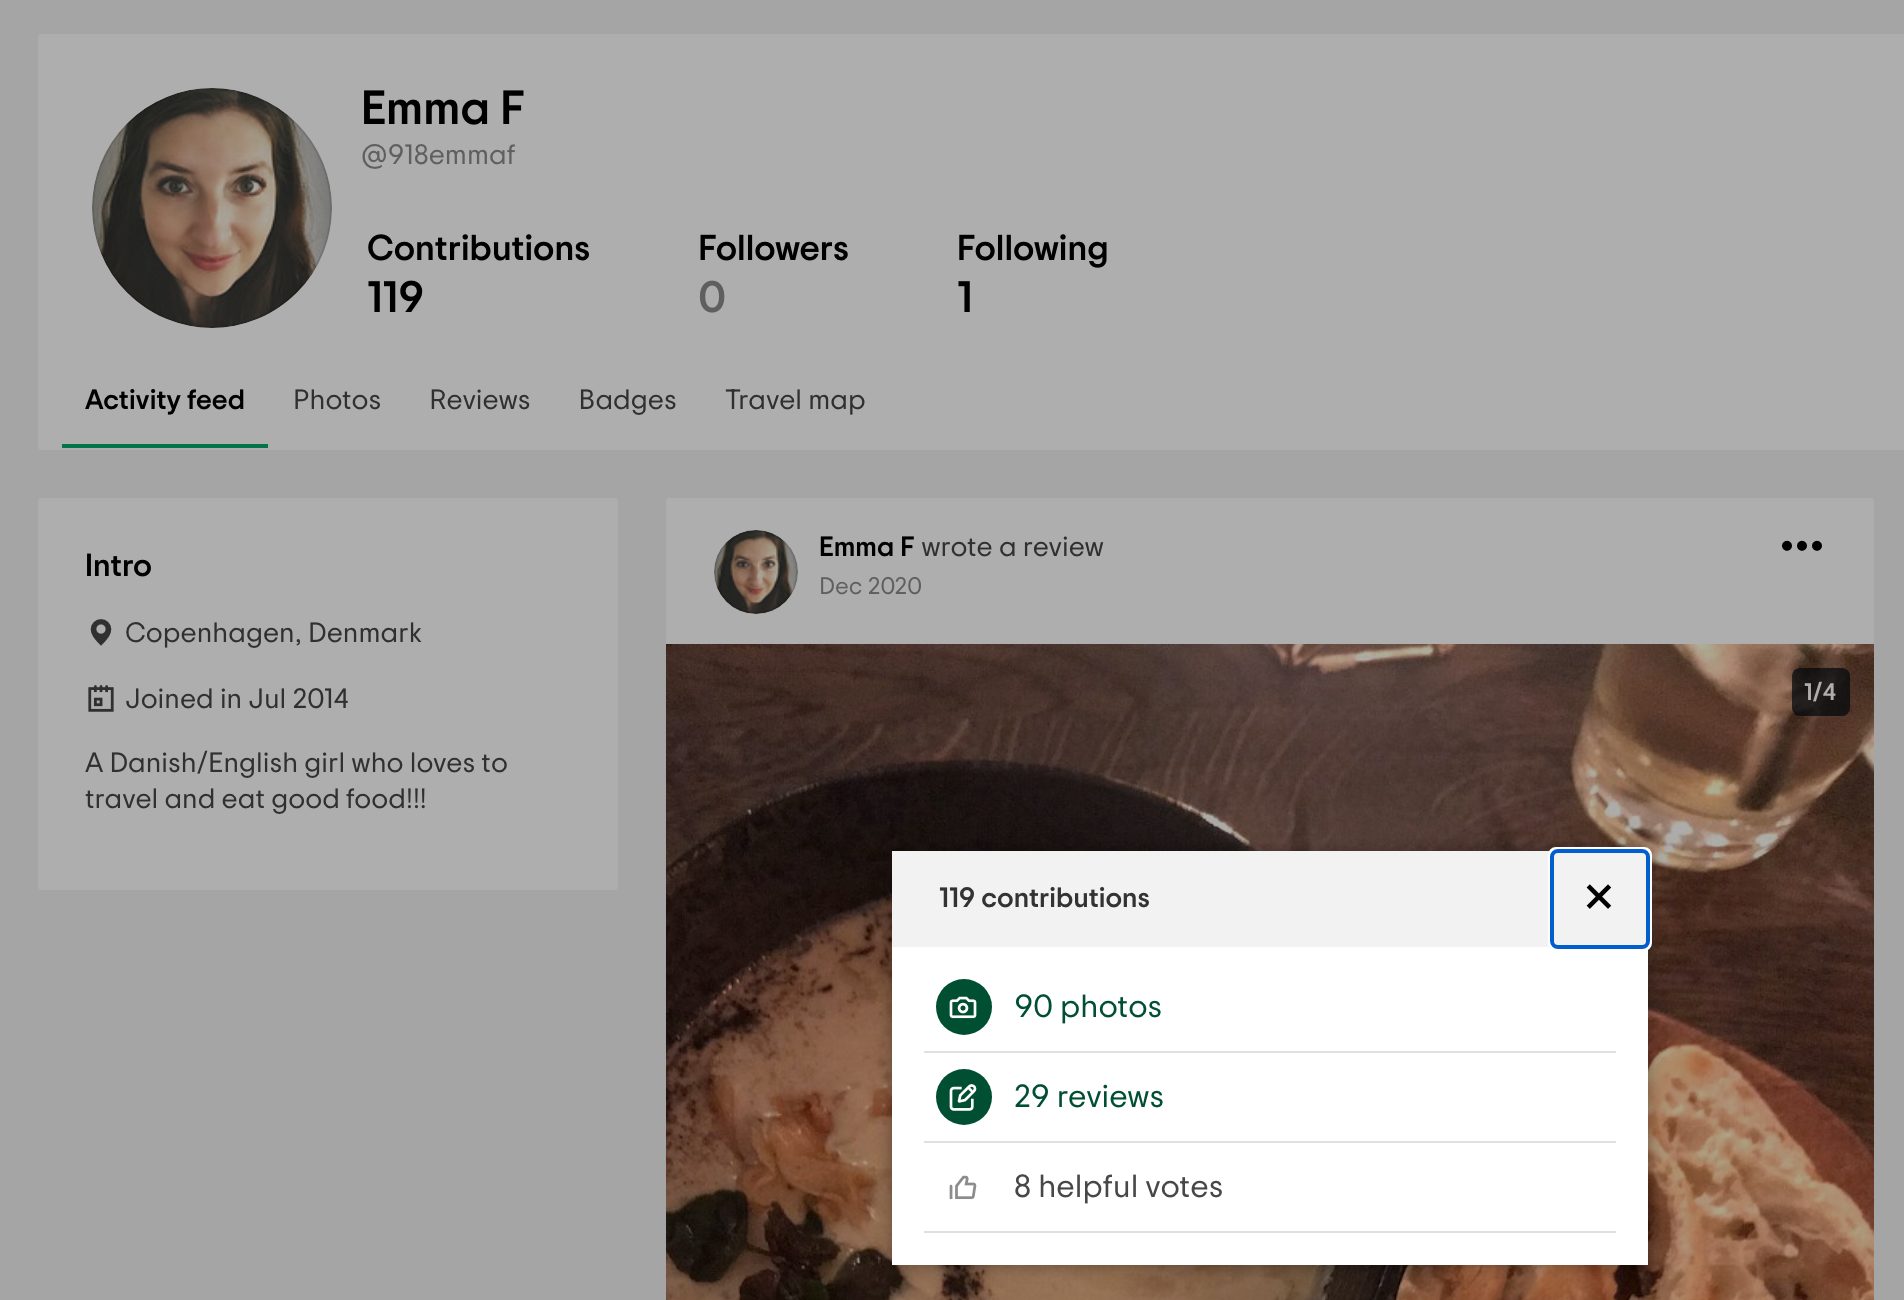 Emma F
@918emmaf
Contributions
119
Followers
0
Following
1
Activity feed
Photos
Reviews
Badges
Travel map
Intro
Copenhagen, Denmark
Joined in Jul 2014
A Danish/English girl who loves to
travel and eat good food!!!
Emma F wrote a review
Dec 2020
1/4
119 contributions
90 photos
29 reviews
8 helpful votes